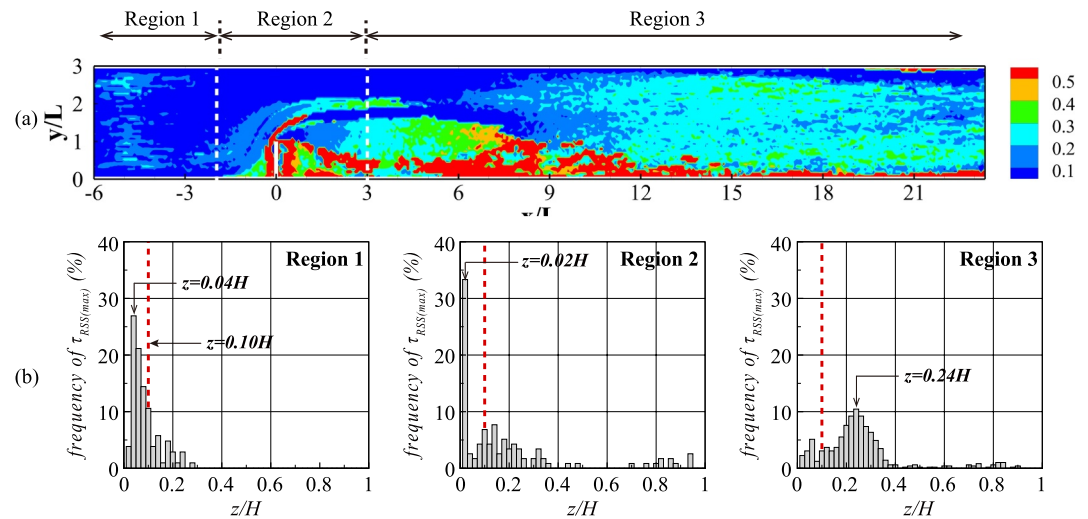 Region 1 Region 2 Region 3
(a)
y/L
3
2
1
0
-6 -3 0 3 6 9 12 15 18 21
x/L
0.5
0.4
0.3
0.2
0.1
(b)
frequency of τRSS(max) (%)
40
30
20
10
0
Region 1
z=0.04H
z=0.10H
0 0.2 0.4 0.6 0.8 1
z/H
frequency of τRSS(max) (%)
40
30
20
10
0
Region 2
z=0.02H
0 0.2 0.4 0.6 0.8 1
z/H
frequency of τRSS(max) (%)
40
30
20
10
0
Region 3
z=0.24H
0 0.2 0.4 0.6 0.8 1
z/H